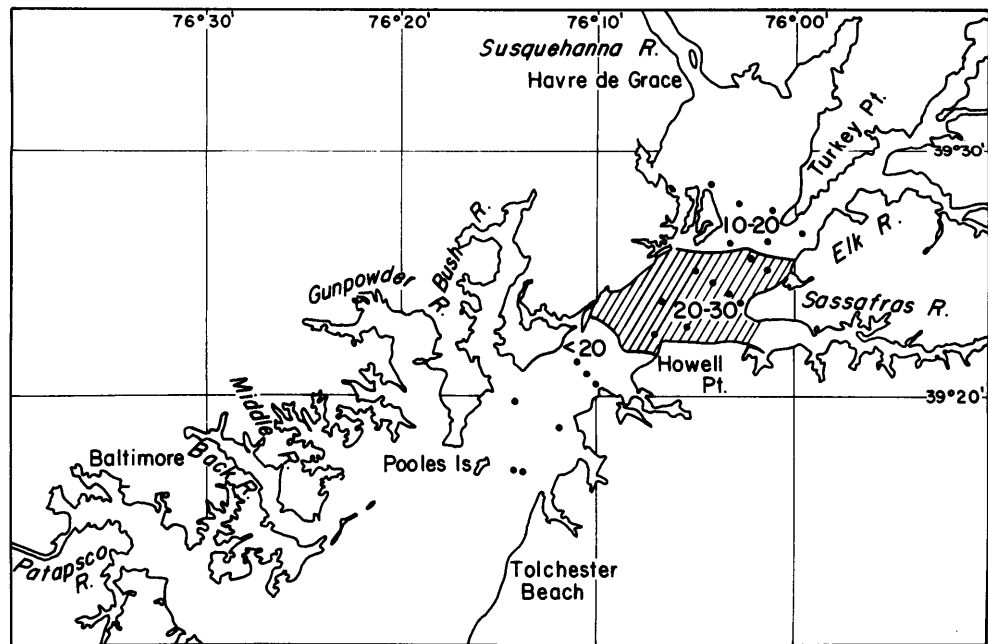 76°30'
76°20'
76°10'
76°00'
Susquehanna R.
Havre de Grace
Turkey Pt.
39°30'
10-20
Elk R.
Bush R.
Gunpowder R.
20-30
Sassafras R.
<20
Howell Pt.
39°20'
Middle R.
Baltimore
Back R.
Pooles Is
Patapsco R.
Tolchester
Beach